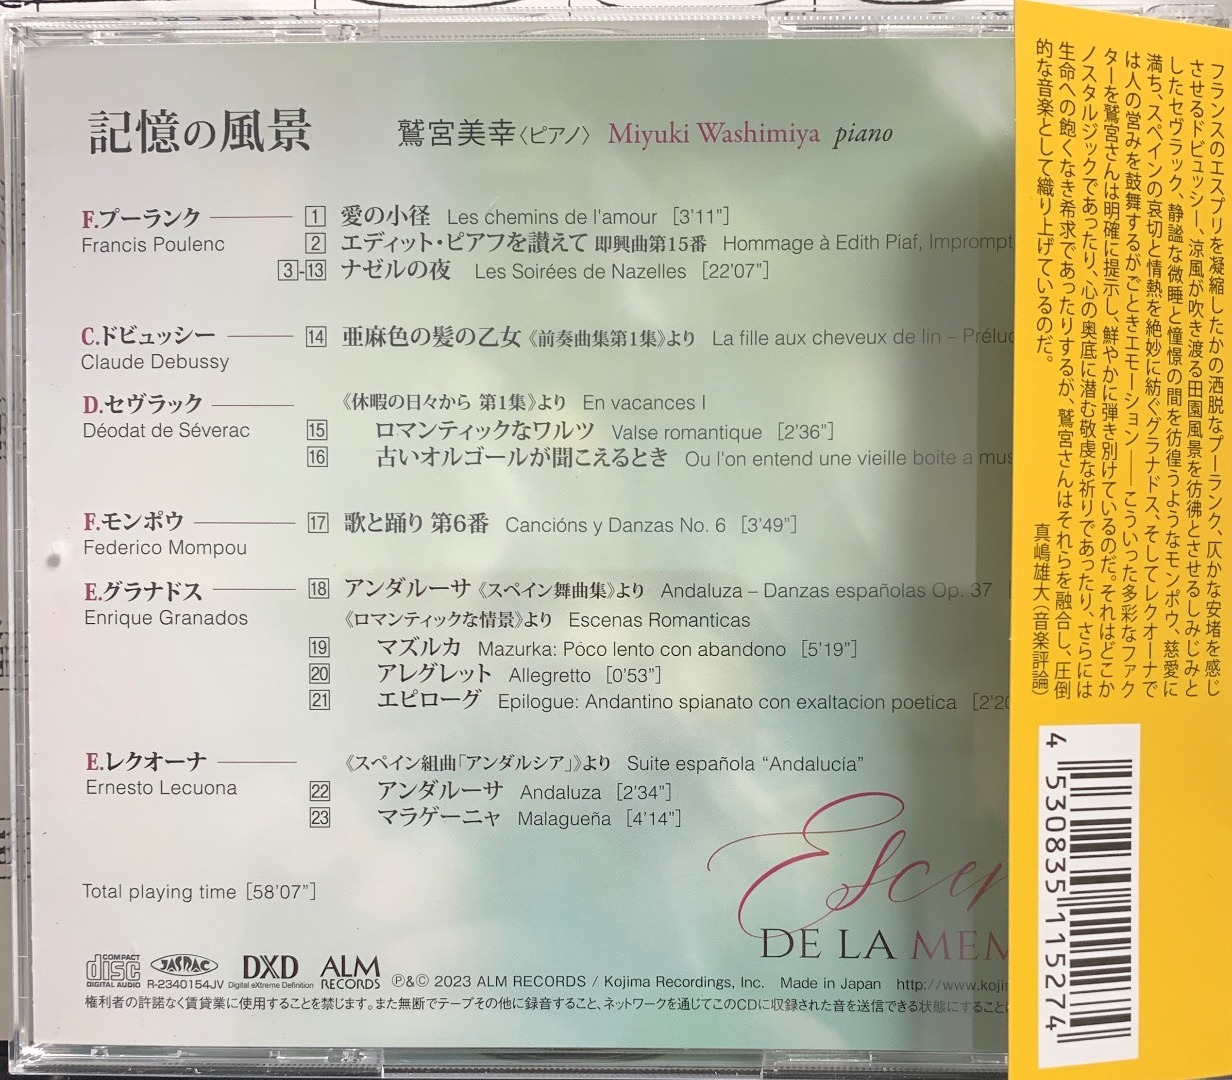 記憶の風景
鷲宮美幸〈ピアノ〉 Miyuki Washimiya piano
F.プーランク
Francis Poulenc
1 愛の小径 Les chemins de l'amour [3'11"]
2 エディット・ピアフを讃えて 即興曲第15番 Hommage à Edith Piaf, Imprompt
3-13 ナゼルの夜 Les Soirées de Nazelles [22'07"]
C.ドビュッシー
Claude Debussy
14 亜麻色の髪の乙女《前奏曲集第1集》より La fille aux cheveux de lin – Prélud
D.セヴラック
Déodat de Séverac
《休暇の日々から 第1集》より En vacances I
15 ロマンティックなワルツ Valse romantique [2'36"]
16 古いオルゴールが聞こえるとき Ou l'on entend une vieille boite a mus
F.モンポウ
Federico Mompou
17 歌と踊り 第6番 Cancións y Danzas No. 6 [3'49"]
E.グラナドス
Enrique Granados
18 アンダルーサ《スペイン舞曲集》より Andaluza – Danzas españolas Op. 37
《ロマンティックな情景》より Escenas Romanticas
19 マズルカ Mazurka: Poco lento con abandono [5'19"]
20 アレグレット Allegretto [0'53"]
21 エピローグ Epilogue: Andantino spianato con exaltacion poetica [2'20
E.レクオーナ
Ernesto Lecuona
《スペイン組曲「アンダルシア」》より Suite española “Andalucía”
22 アンダルーサ Andaluza [2'34"]
23 マラゲーニャ Malagueña [4'14"]
Total playing time [58'07"]
Escen
DE LA MEM
COMPACT disc DIGITAL AUDIO
JASRAC R-2340154JV
DXD Digital eXtreme Definition
ALM RECORDS
℗&© 2023 ALM RECORDS / Kojima Recordings, Inc. Made in Japan http://www.koji
権利者の許諾なく賃貸業に使用することを禁じます。また無断でテープその他に録音すること、ネットワークを通じてこのCDに収録された音を送信できる状態にすることに
フランスのエスプリを凝縮したかの洒脱なプーランク、仄かな安堵を感じ
させるドビュッシー、涼風が吹き渡る田園風景を彷彿とさせるしみじみと
したセヴラック、静謐な微睡と憧憬の間を彷徨うようなモンポウ、慈愛に
満ち、スペインの哀切と情熱を絶妙に紡ぐグラナドス、そしてレクオーナで
は人の営みを鼓舞するがごときエモーション――こういった多彩なファク
ターを鷲宮さんは明確に提示し、鮮やかに弾き別けているのだ。それはどこか
ノスタルジックであったり、心の奥底に潜む敬虔な祈りであったり、さらには
生命への飽くなき希求であったりするが、鷲宮さんはそれらを融合し、圧倒
的な音楽として織り上げているのだ。
真嶋雄大（音楽評論）
4 530835 115274